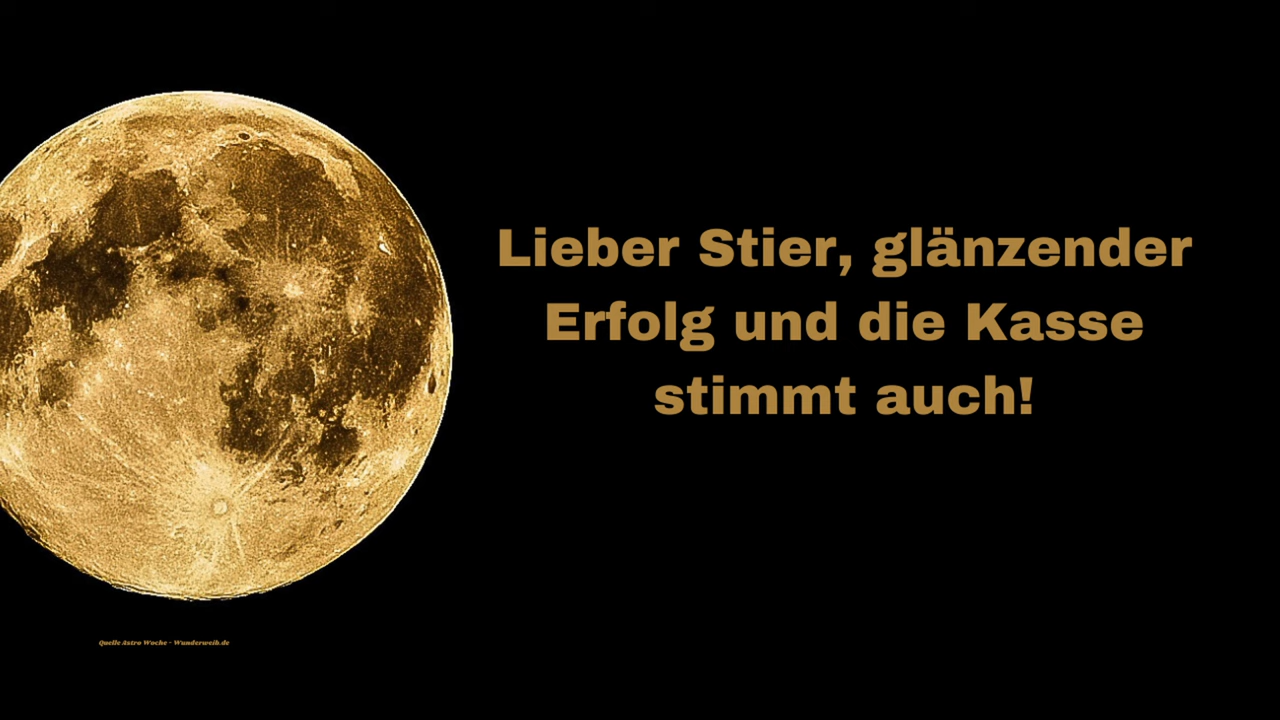 Lieber Stier, glänzender
Erfolg und die Kasse
stimmt auch!
Quelle Astro Woche - Wunderweib.de